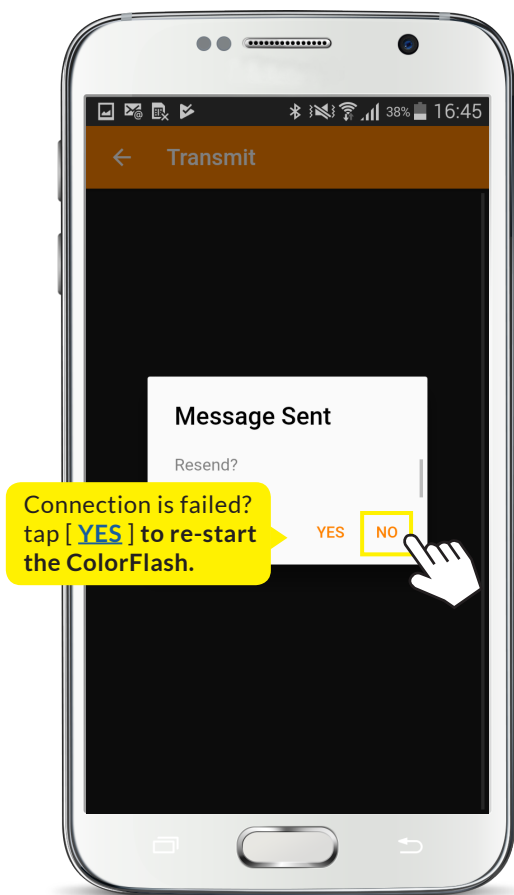 38% 16:45
Transmit
Message Sent
Resend?
Connection is failed?
tap [ YES ] to re-start
the ColorFlash.
YES NO